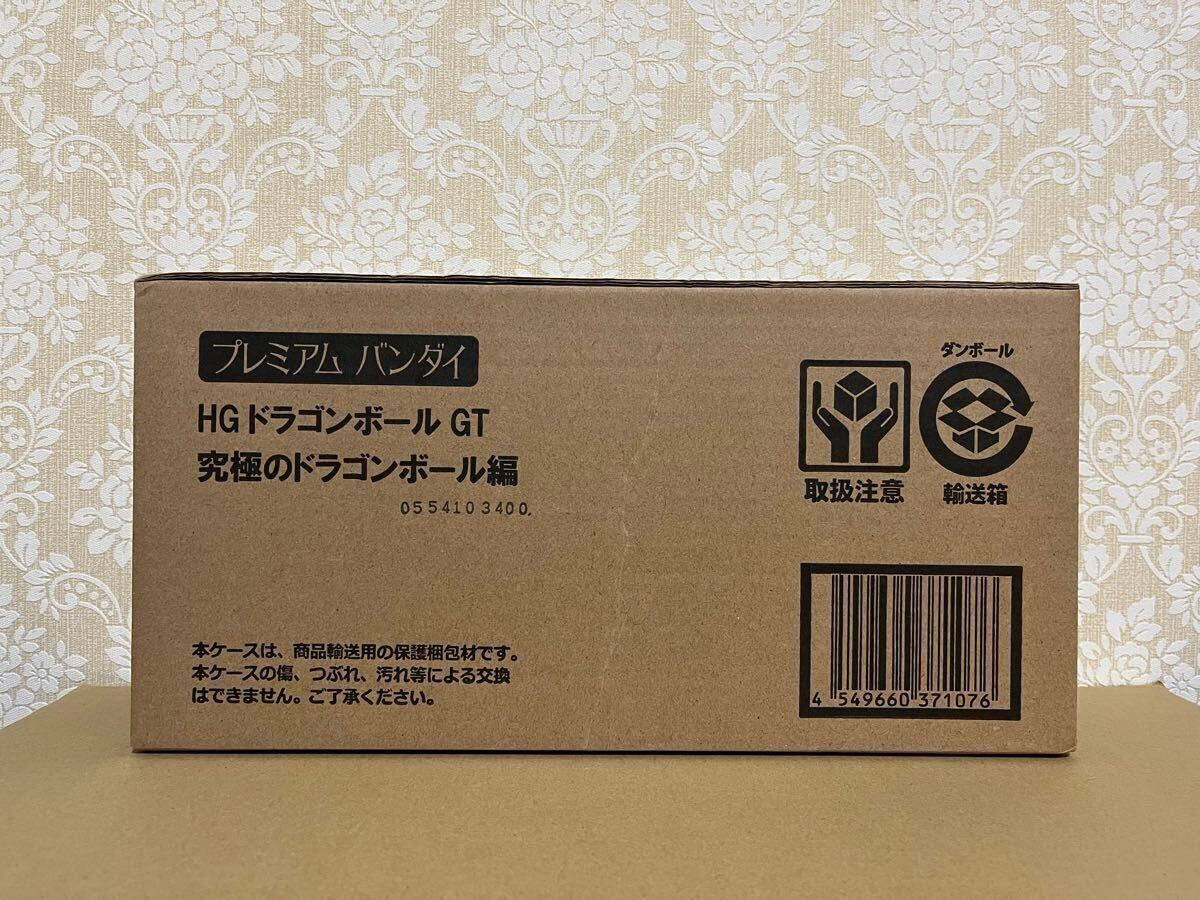 プレミアム バンダイ
HGドラゴンボール GT
究極のドラゴンボール編
0554103400.
本ケースは、商品輸送用の保護梱包材です。
本ケースの傷、つぶれ、汚れ等による交換
はできません。ご了承ください。
取扱注意
ダンボール
輸送箱
4 549660 371076